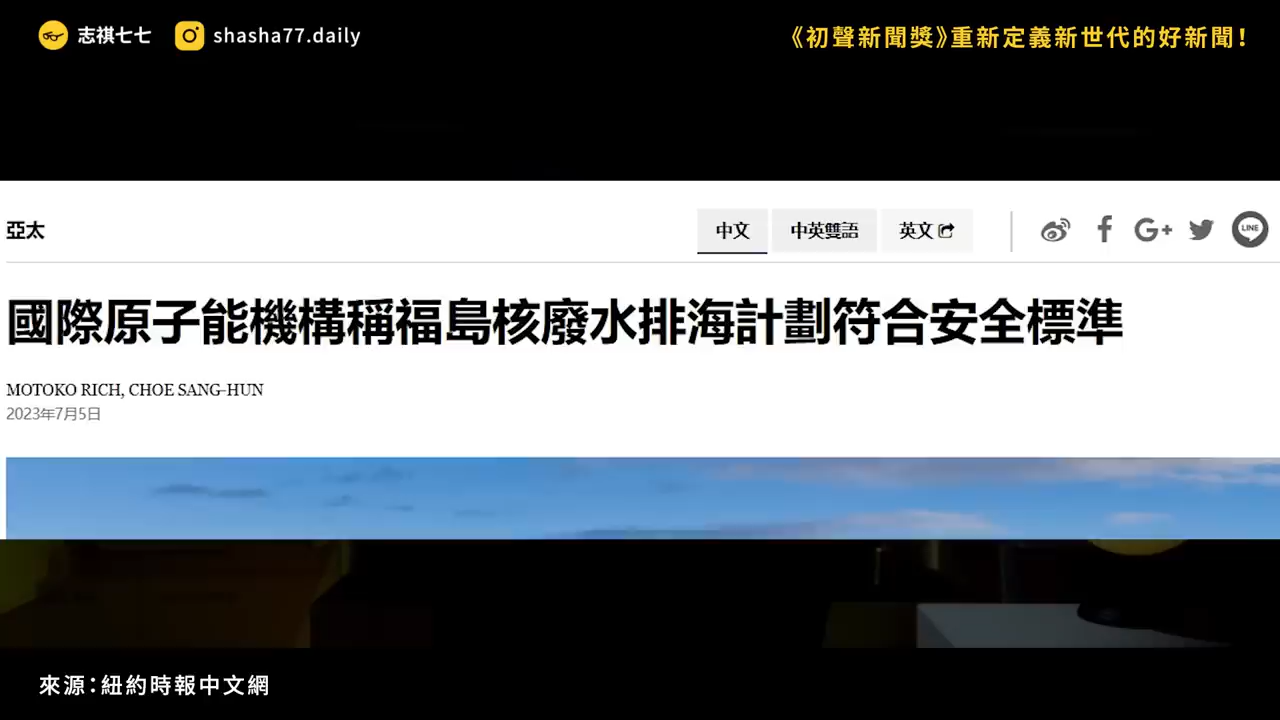 志祺七七
shasha77.daily
《初聲新聞獎》重新定義新世代的好新聞！
亞太
中文
中英雙語
英文
G+
LINE
國際原子能機構稱福島核廢水排海計劃符合安全標準
MOTOKO RICH, CHOE SANG-HUN
2023年7月5日
來源：紐約時報中文網